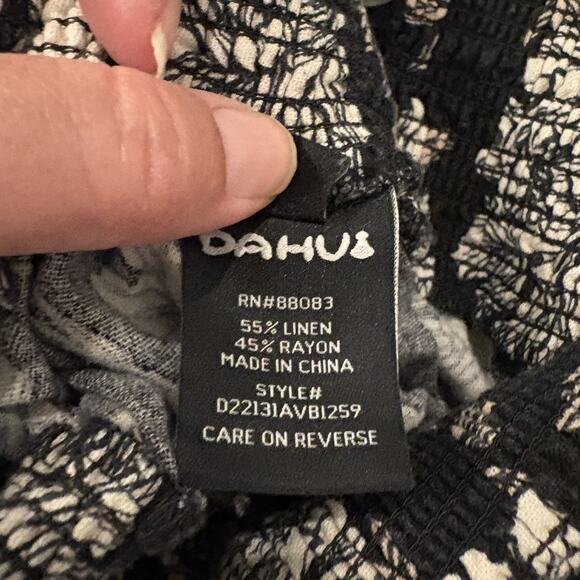 DAHUI
RN#88083
55% LINEN
45% RAYON
MADE IN CHINA
STYLE#
D22131AVB1259
CARE ON REVERSE